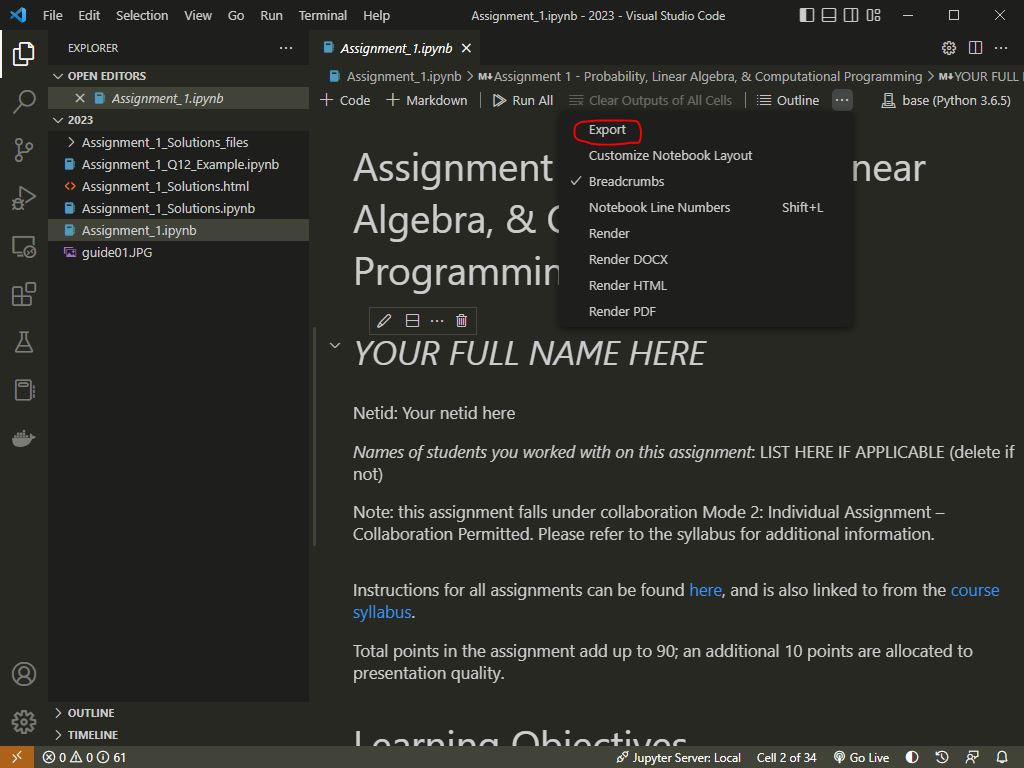 File Edit Selection View Go Run Terminal Help Assignment_1.ipynb - 2023 - Visual Studio Code
EXPLORER
OPEN EDITORS
Assignment_1.ipynb
2023
Assignment_1_Solutions_files
Assignment_1_Q12_Example.ipynb
Assignment_1_Solutions.html
Assignment_1_Solutions.ipynb
Assignment_1.ipynb
guide01.JPG
OUTLINE
TIMELINE
Assignment_1.ipynb
Assignment_1.ipynb > M↓Assignment 1 - Probability, Linear Algebra, & Computational Programming > M↓YOUR FULL
+ Code + Markdown Run All Clear Outputs of All Cells Outline ... base (Python 3.6.5)
Export
Customize Notebook Layout
Breadcrumbs
Notebook Line Numbers Shift+L
Render
Render DOCX
Render HTML
Render PDF
Assignment near
Algebra, &
Programmin
YOUR FULL NAME HERE
Netid: Your netid here
Names of students you worked with on this assignment: LIST HERE IF APPLICABLE (delete if
not)
Note: this assignment falls under collaboration Mode 2: Individual Assignment –
Collaboration Permitted. Please refer to the syllabus for additional information.
Instructions for all assignments can be found here, and is also linked to from the course
syllabus.
Total points in the assignment add up to 90; an additional 10 points are allocated to
presentation quality.
Learning Objectives
0 0 61 Jupyter Server: Local Cell 2 of 34 Go Live